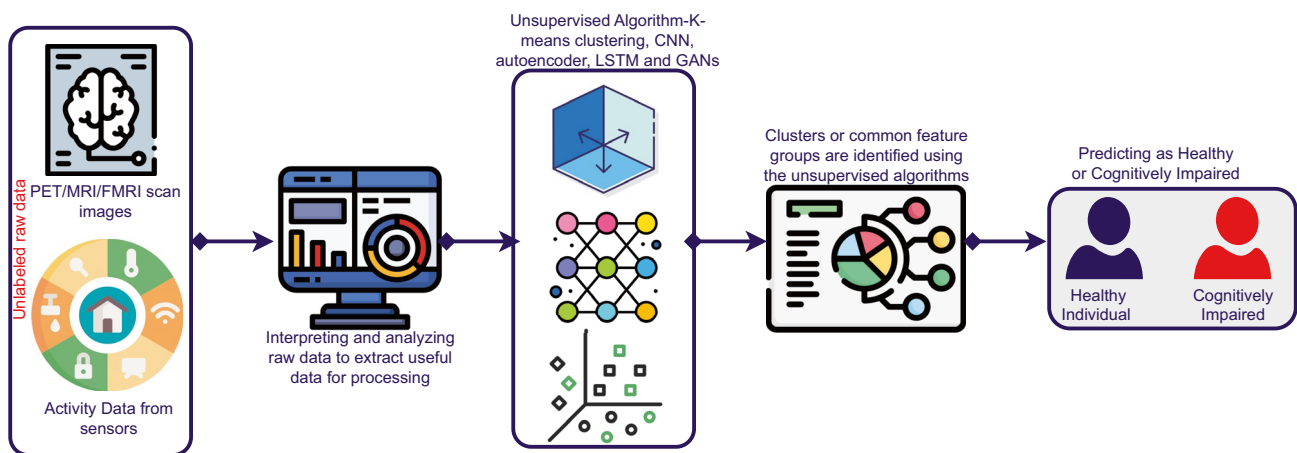 Unlabeled raw data
PET/MRI/FMRI scan
images
Activity Data from
sensors
Interpreting and analyzing
raw data to extract useful
data for processing
Unsupervised Algorithm-K-
means clustering, CNN,
autoencoder, LSTM and GANs
Clusters or common feature
groups are identified using
the unsupervised algorithms
Predicting as Healthy
or Cognitively Impaired
Healthy
Individual
Cognitively
Impaired